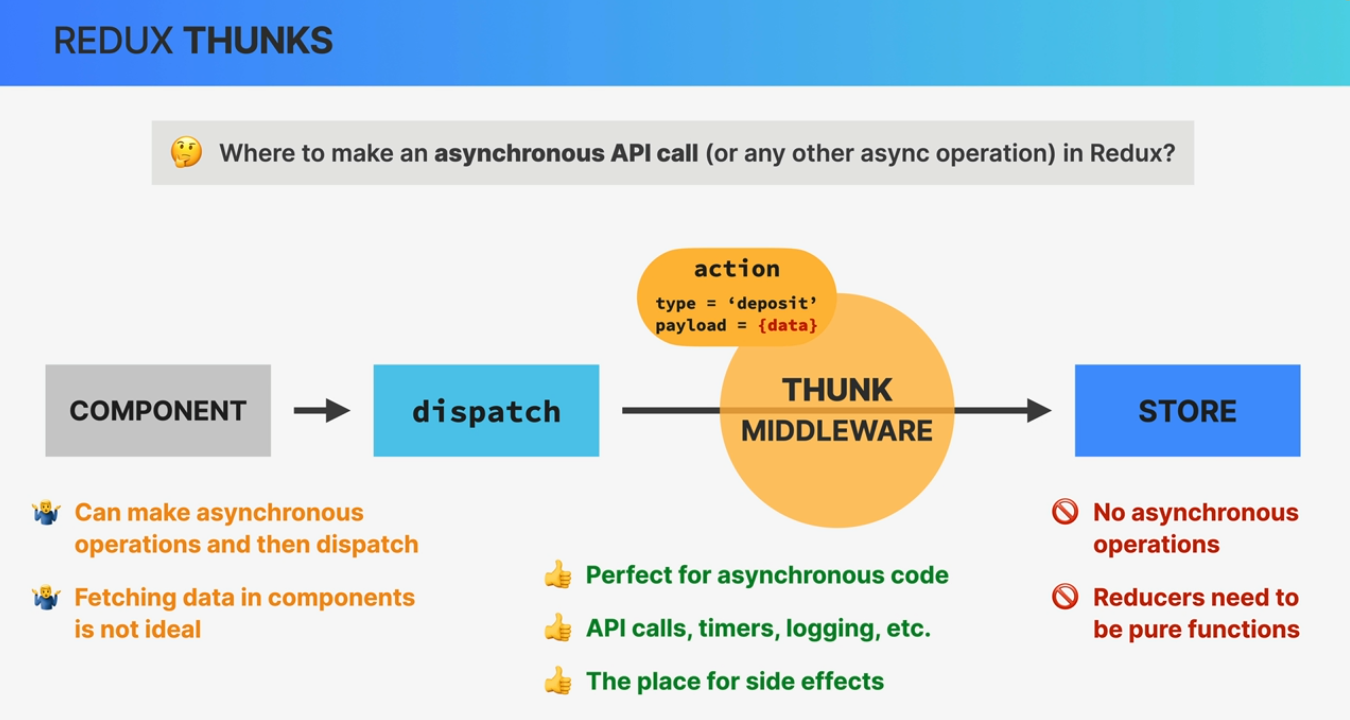 REDUX THUNKS
🤔 Where to make an asynchronous API call (or any other async operation) in Redux?
action
type = ‘deposit’
payload = {data}
COMPONENT
dispatch
THUNK
MIDDLEWARE
STORE
🤷‍♂️ Can make asynchronous
operations and then dispatch
🤷‍♂️ Fetching data in components
is not ideal
👍 Perfect for asynchronous code
👍 API calls, timers, logging, etc.
👍 The place for side effects
🚫 No asynchronous
operations
🚫 Reducers need to
be pure functions